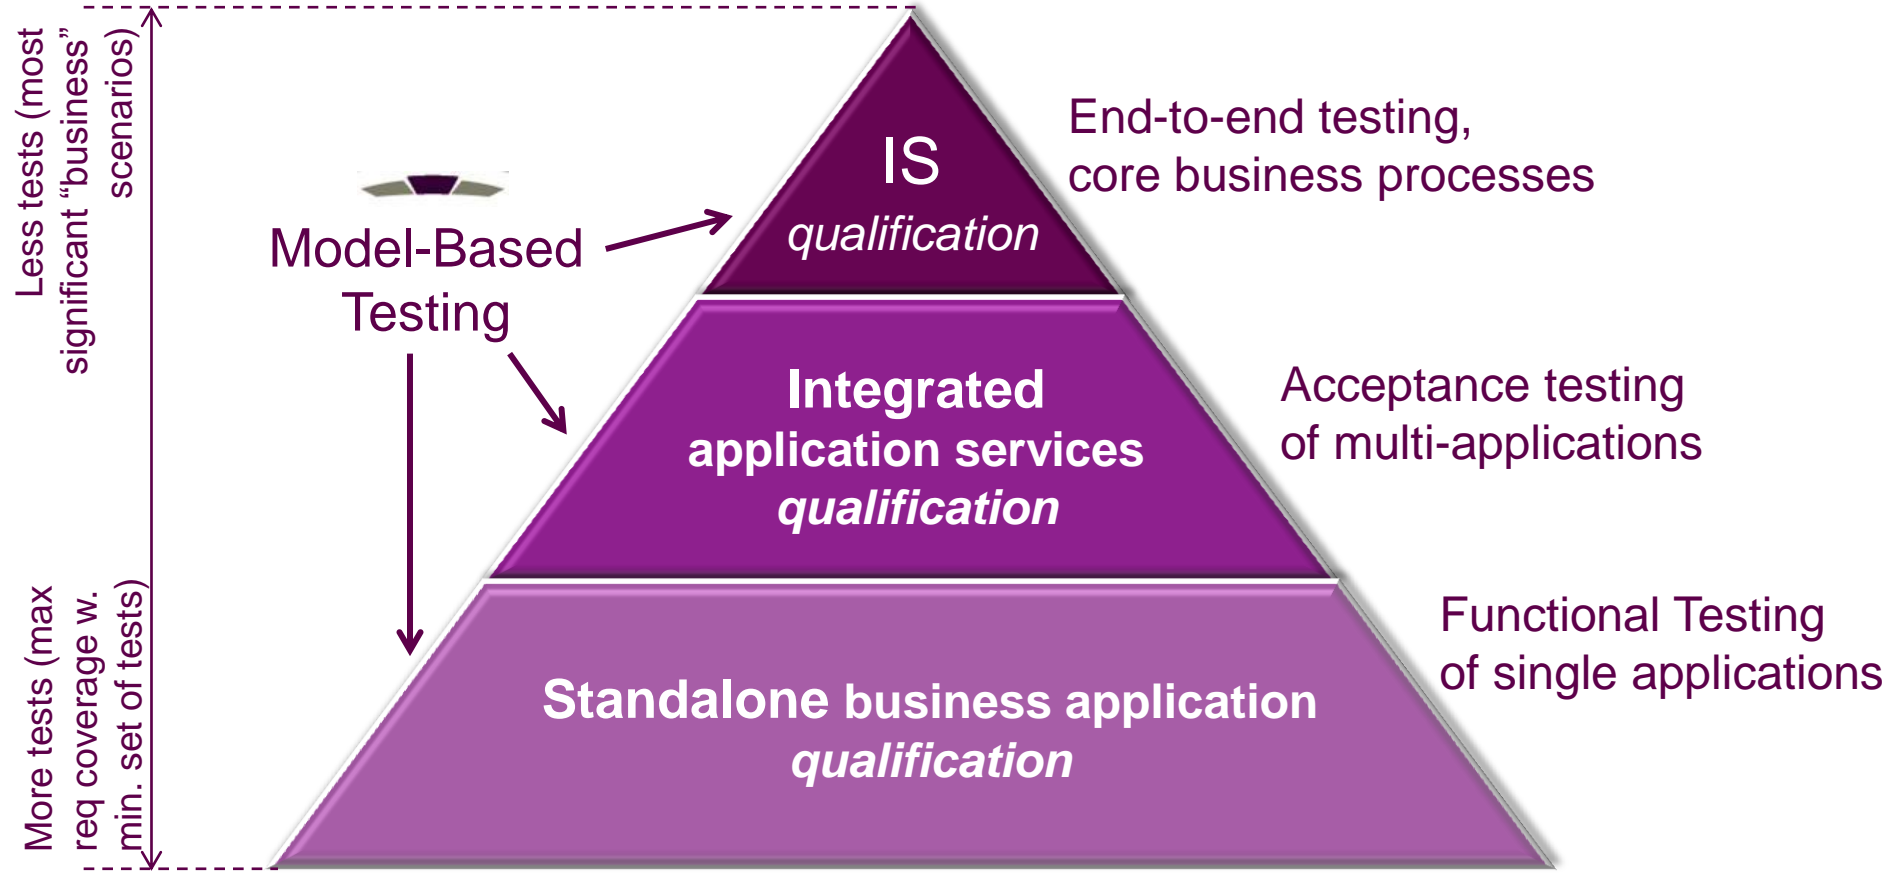 Less tests (most
significant “business”
scenarios)
More tests (max
req coverage w.
min. set of tests)
Model-Based
Testing
IS
qualification
Integrated
application services
qualification
Standalone business application
qualification
End-to-end testing,
core business processes
Acceptance testing
of multi-applications
Functional Testing
of single applications